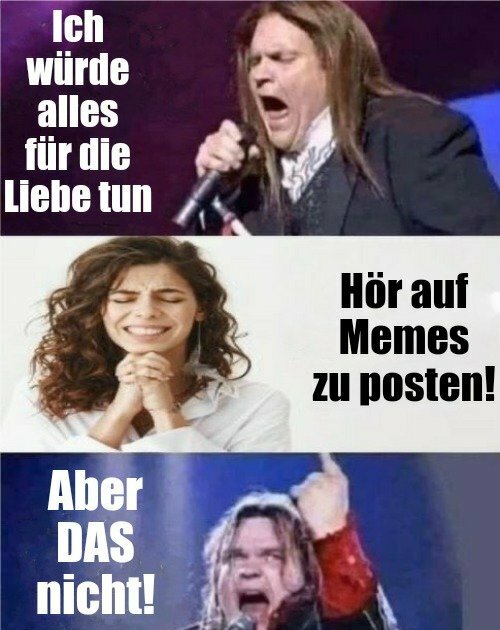 Ich
würde
alles
für die
Liebe tun
Hör auf
Memes
zu posten!
Aber
DAS
nicht!